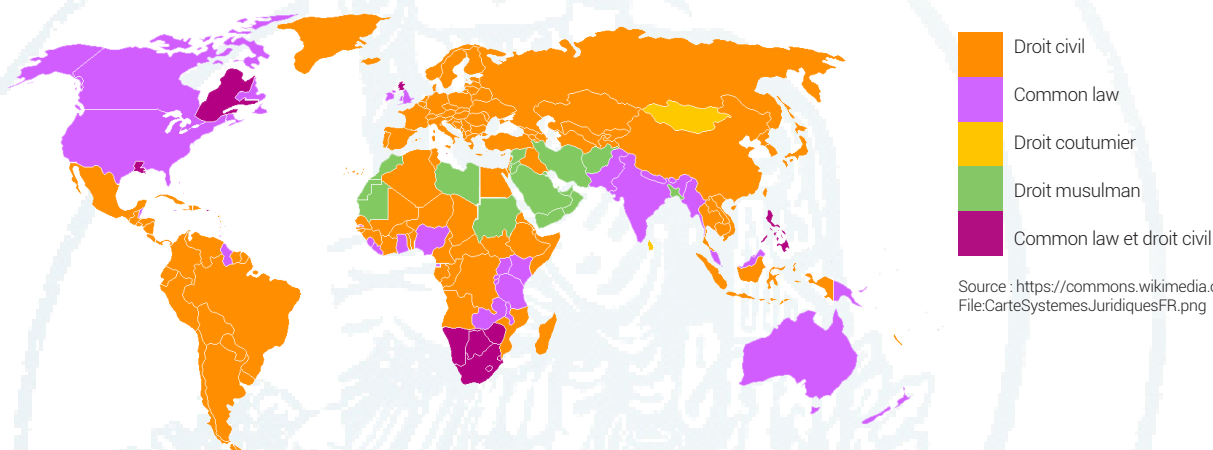 Droit civil
Common law
Droit coutumier
Droit musulman
Common law et droit civil
Source : https://commons.wikimedia.o
File:CarteSystemesJuridiquesFR.png